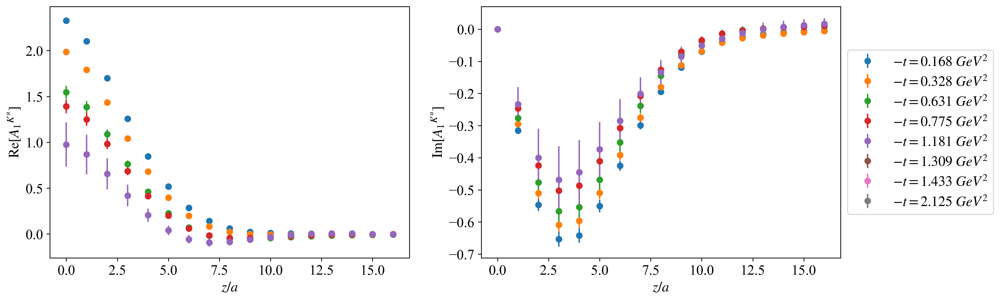 Re[A₁^{K^u}]
2.0
1.5
1.0
0.5
0.0
0.0 2.5 5.0 7.5 10.0 12.5 15.0
z/a
Im[A₁^{K^u}]
0.0
−0.1
−0.2
−0.3
−0.4
−0.5
−0.6
−0.7
0.0 2.5 5.0 7.5 10.0 12.5 15.0
z/a
−t = 0.168 GeV²
−t = 0.328 GeV²
−t = 0.631 GeV²
−t = 0.775 GeV²
−t = 1.181 GeV²
−t = 1.309 GeV²
−t = 1.433 GeV²
−t = 2.125 GeV²